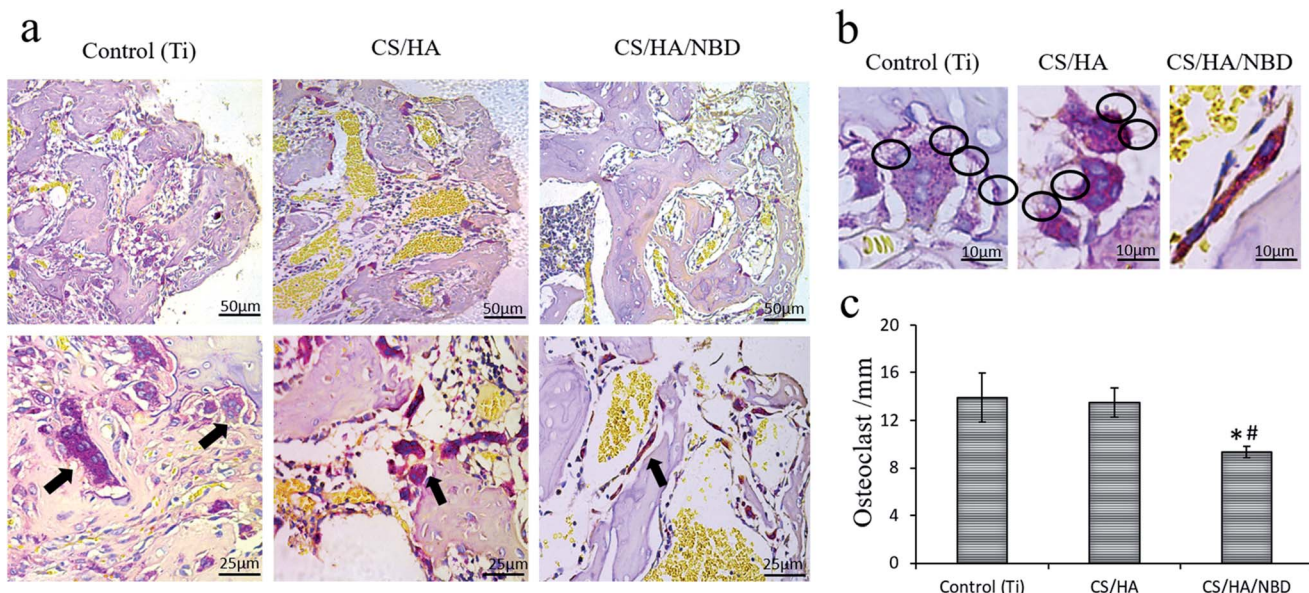 a
Control (Ti)
CS/HA
CS/HA/NBD
50µm
50µm
50µm
25µm
25µm
25µm
b
Control (Ti)
CS/HA
CS/HA/NBD
10µm
10µm
10µm
c
Osteoclast /mm
20
16
12
8
4
0
*#
Control (Ti)
CS/HA
CS/HA/NBD